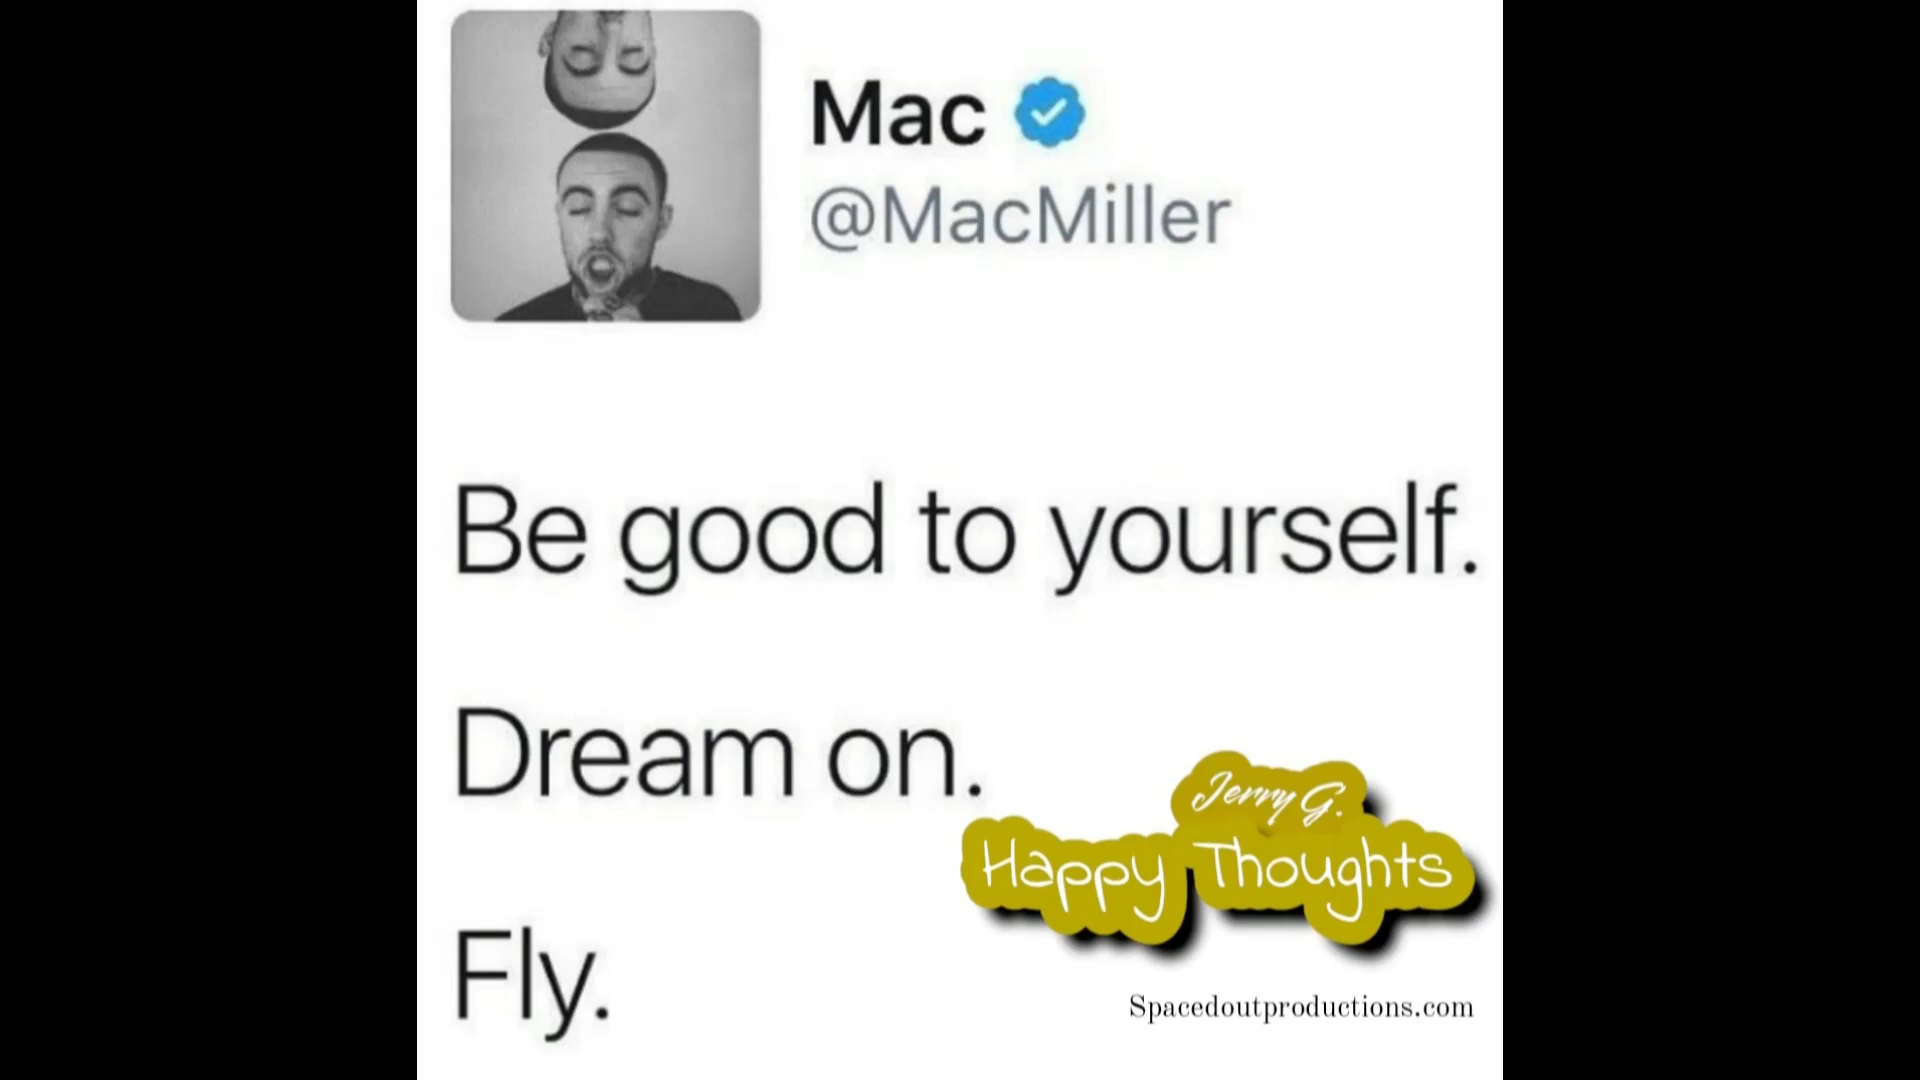 Mac
@MacMiller
Be good to yourself.
Dream on.
Jerry G.
Happy Thoughts
Fly.
Spacedoutproductions.com